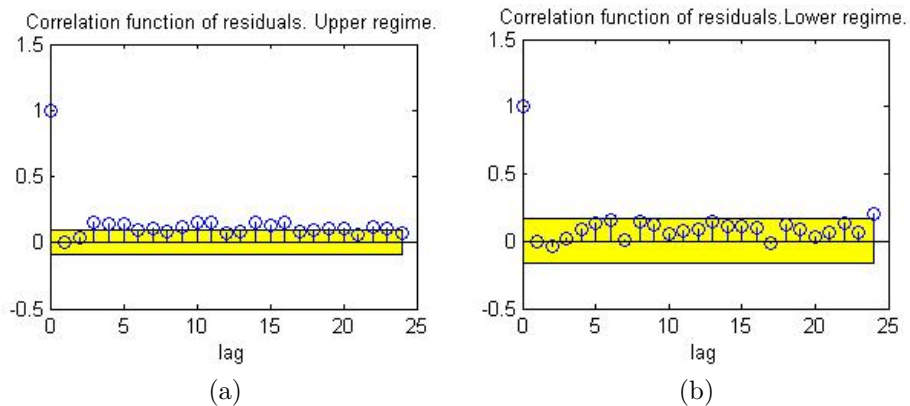 Correlation function of residuals. Upper regime.
1.5
1
0.5
0
-0.5
0 5 10 15 20 25
lag
(a)
Correlation function of residuals.Lower regime.
1.5
1
0.5
0
-0.5
0 5 10 15 20 25
lag
(b)